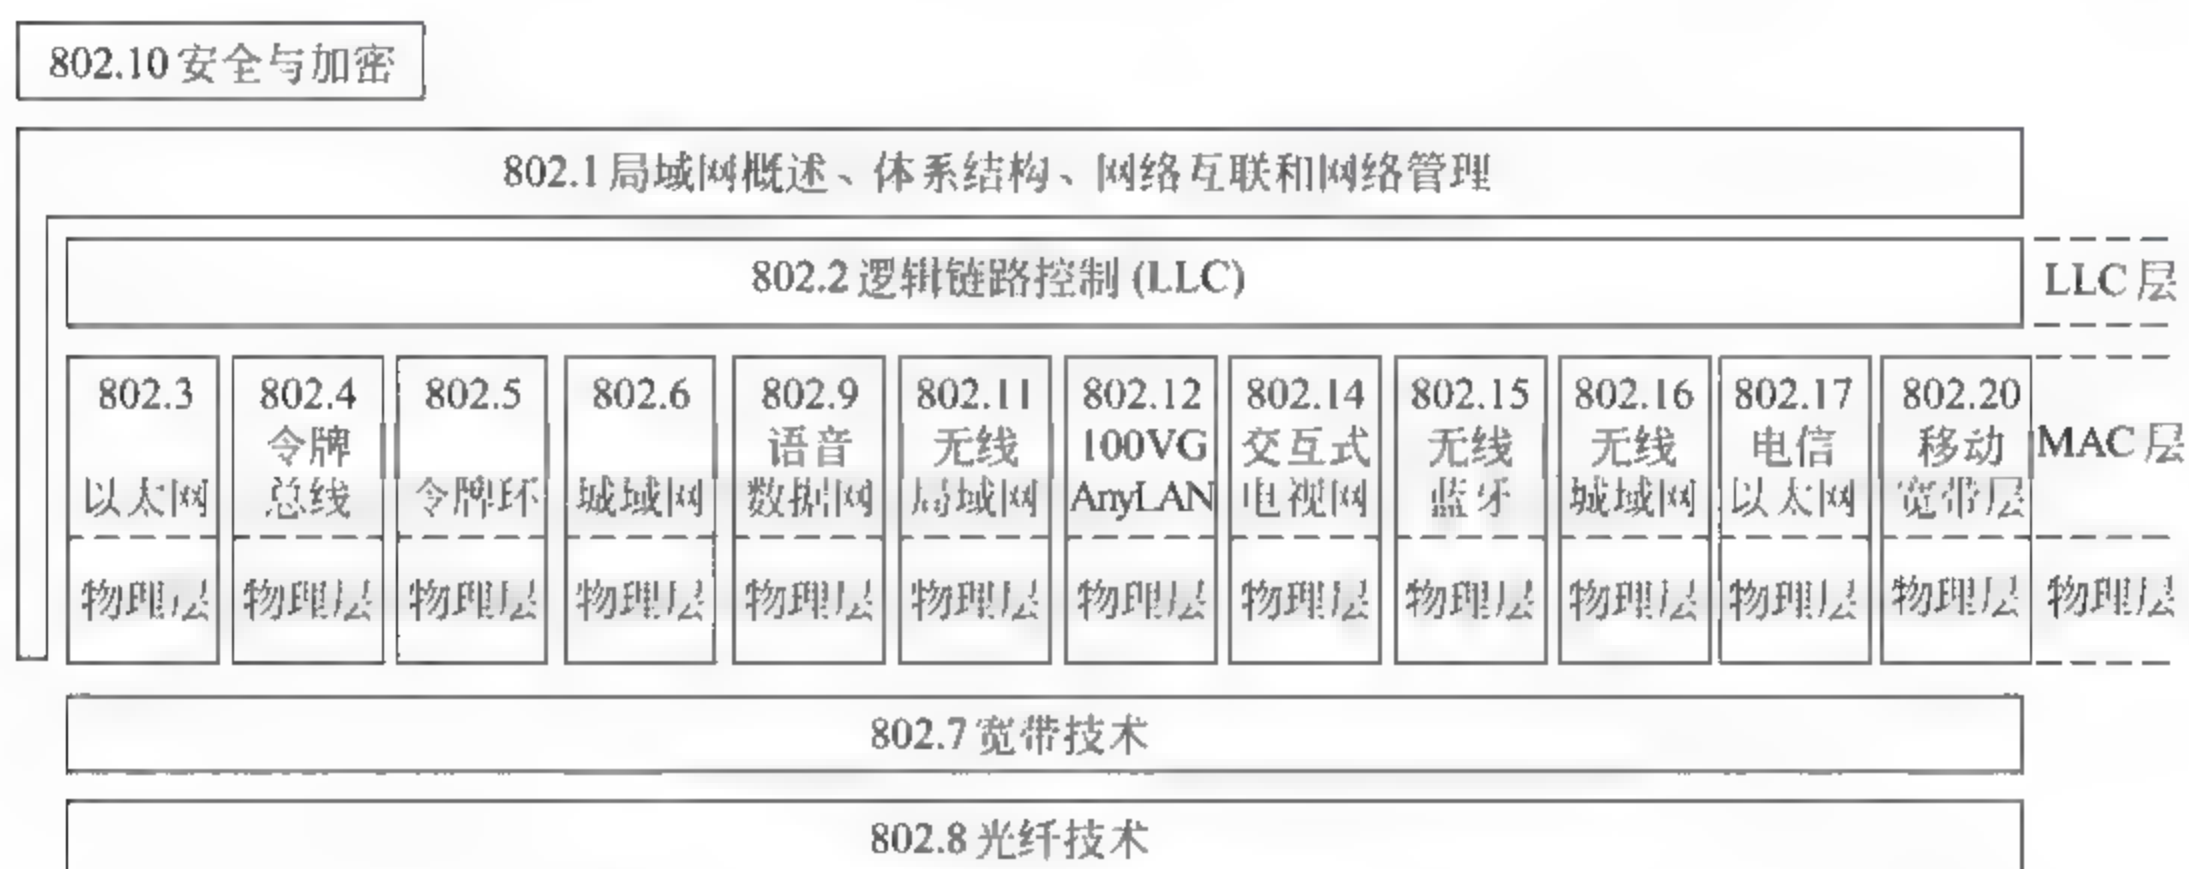 802.10安全与加密
802.1局域网概述、体系结构、网络互联和网络管理
802.2逻辑链路控制(LLC)
LLC层
802.3
以太网
物理层
802.4
令牌
总线
物理层
802.5
令牌环
物理层
802.6
城域网
物理层
802.9
语音
数据网
物理层
802.11
无线
局域网
物理层
802.12
100VG
AnyLAN
物理层
802.14
交互式
电视网
物理层
802.15
无线
蓝牙
物理层
802.16
无线
城域网
物理层
802.17
电信
以太网
物理层
802.20
移动
宽带层
物理层
MAC层
物理层
802.7宽带技术
802.8光纤技术